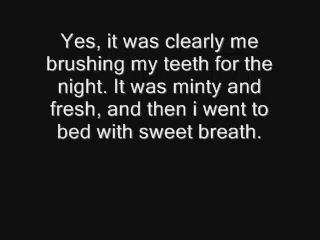 Yes, it was clearly me
brushing my teeth for the
night. It was minty and
fresh, and then i went to
bed with sweet breath.